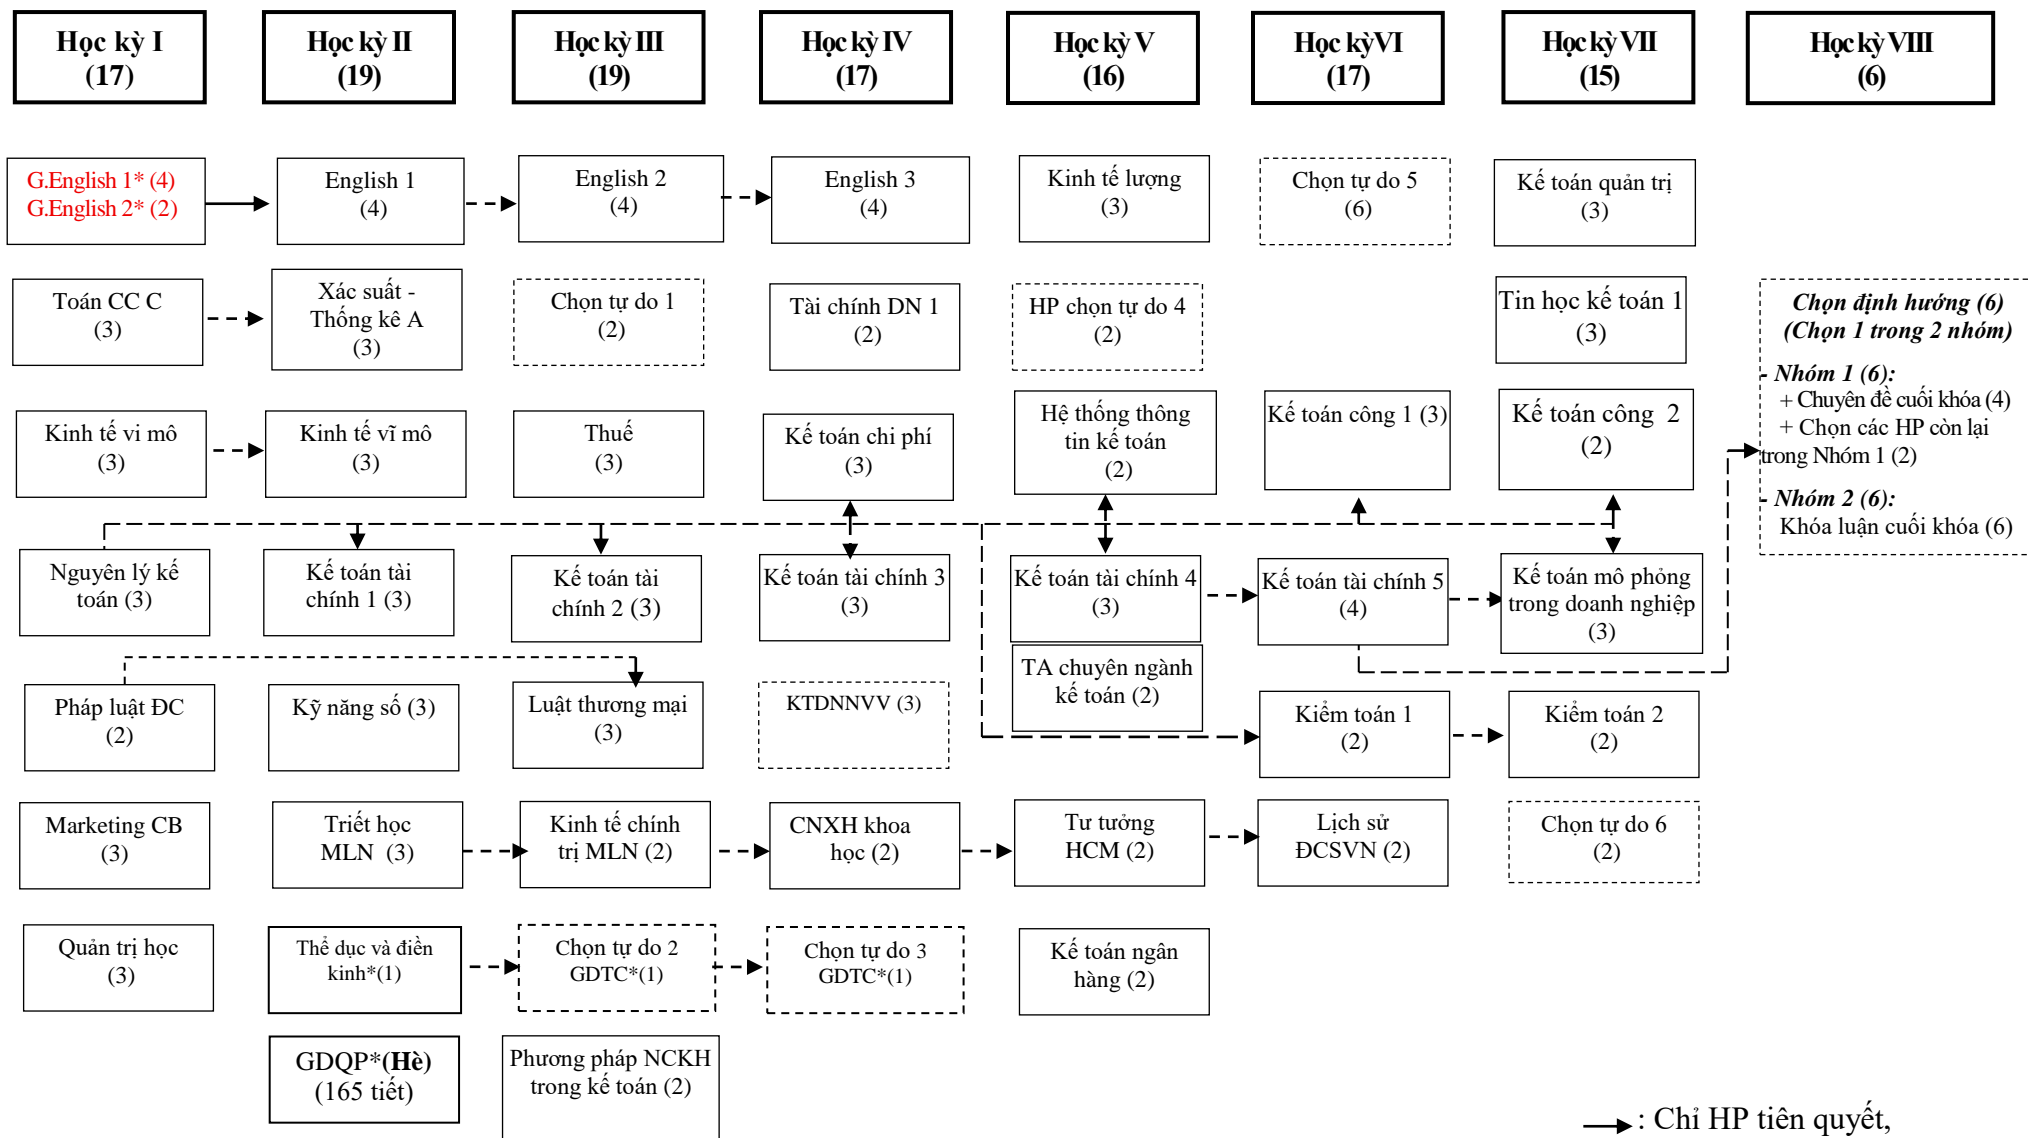 Học kỳ I
(17)
Học kỳ II
(19)
Học kỳ III
(19)
Học kỳ IV
(17)
Học kỳ V
(16)
Học kỳ VI
(17)
Học kỳ VII
(15)
Học kỳ VIII
(6)
G.English 1* (4)
G.English 2* (2)
English 1
(4)
English 2
(4)
English 3
(4)
Kinh tế lượng
(3)
Chọn tự do 5
(6)
Kế toán quản trị
(3)
Toán CC C
(3)
Xác suất -
Thống kê A
(3)
Chọn tự do 1
(2)
Tài chính DN 1
(2)
HP chọn tự do 4
(2)
Tin học kế toán 1
(3)
Chọn định hướng (6)
(Chọn 1 trong 2 nhóm)
- Nhóm 1 (6):
+ Chuyên đề cuối khóa (4)
+ Chọn các HP còn lại
trong Nhóm 1 (2)
- Nhóm 2 (6):
Khóa luận cuối khóa (6)
Kinh tế vi mô
(3)
Kinh tế vĩ mô
(3)
Thuế
(3)
Kế toán chi phí
(3)
Hệ thống thông
tin kế toán
(2)
Kế toán công 1 (3)
Kế toán công 2
(2)
Nguyên lý kế
toán (3)
Kế toán tài
chính 1 (3)
Kế toán tài
chính 2 (3)
Kế toán tài chính 3
(3)
Kế toán tài chính 4
(3)
Kế toán tài chính 5
(4)
Kế toán mô phỏng
trong doanh nghiệp
(3)
Pháp luật ĐC
(2)
Kỹ năng số (3)
Luật thương mại
(3)
KTDNNVV (3)
TA chuyên ngành
kế toán (2)
Kiểm toán 1
(2)
Kiểm toán 2
(2)
Marketing CB
(3)
Triết học
MLN (3)
Kinh tế chính
trị MLN (2)
CNXH khoa
học (2)
Tư tưởng
HCM (2)
Lịch sử
ĐCSVN (2)
Chọn tự do 6
(2)
Quản trị học
(3)
Thể dục và điền
kinh*(1)
Chọn tự do 2
GDTC*(1)
Chọn tự do 3
GDTC*(1)
Kế toán ngân
hàng (2)
GDQP*(Hè)
(165 tiết)
Phương pháp NCKH
trong kế toán (2)
: Chỉ HP tiên quyết,